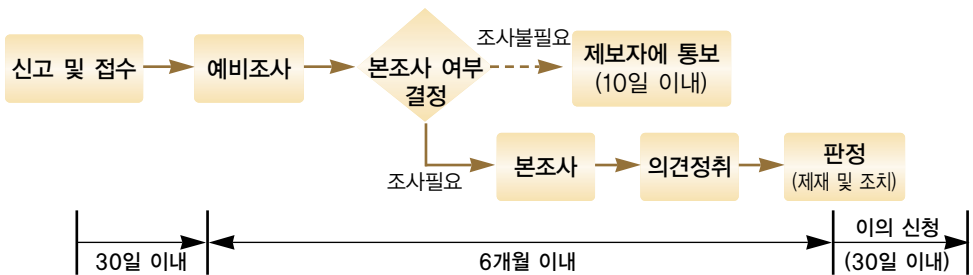 신고 및 접수
예비조사
본조사 여부
결정
조사불필요
제보자에 통보
(10일 이내)
조사필요
본조사
의견정취
판정
(제재 및 조치)
30일 이내
6개월 이내
이의 신청
(30일 이내)